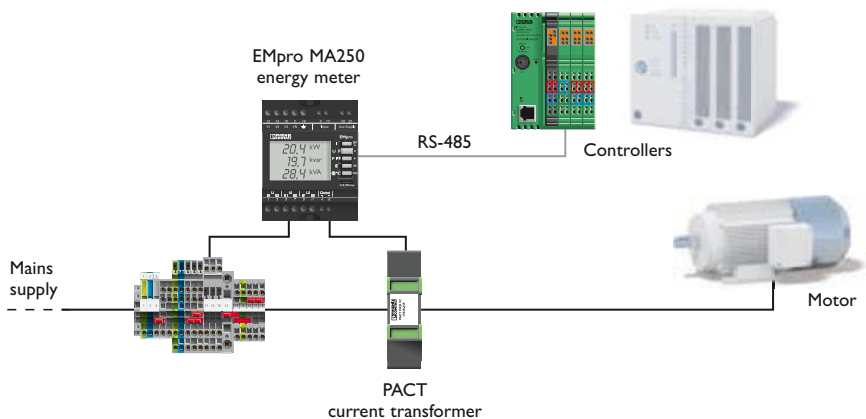 EMpro MA250
energy meter
EMpro
20,4 kW
19,7 kvar
28,4 kVA
RS-485
Controllers
Mains
supply
Motor
PACT
current transformer